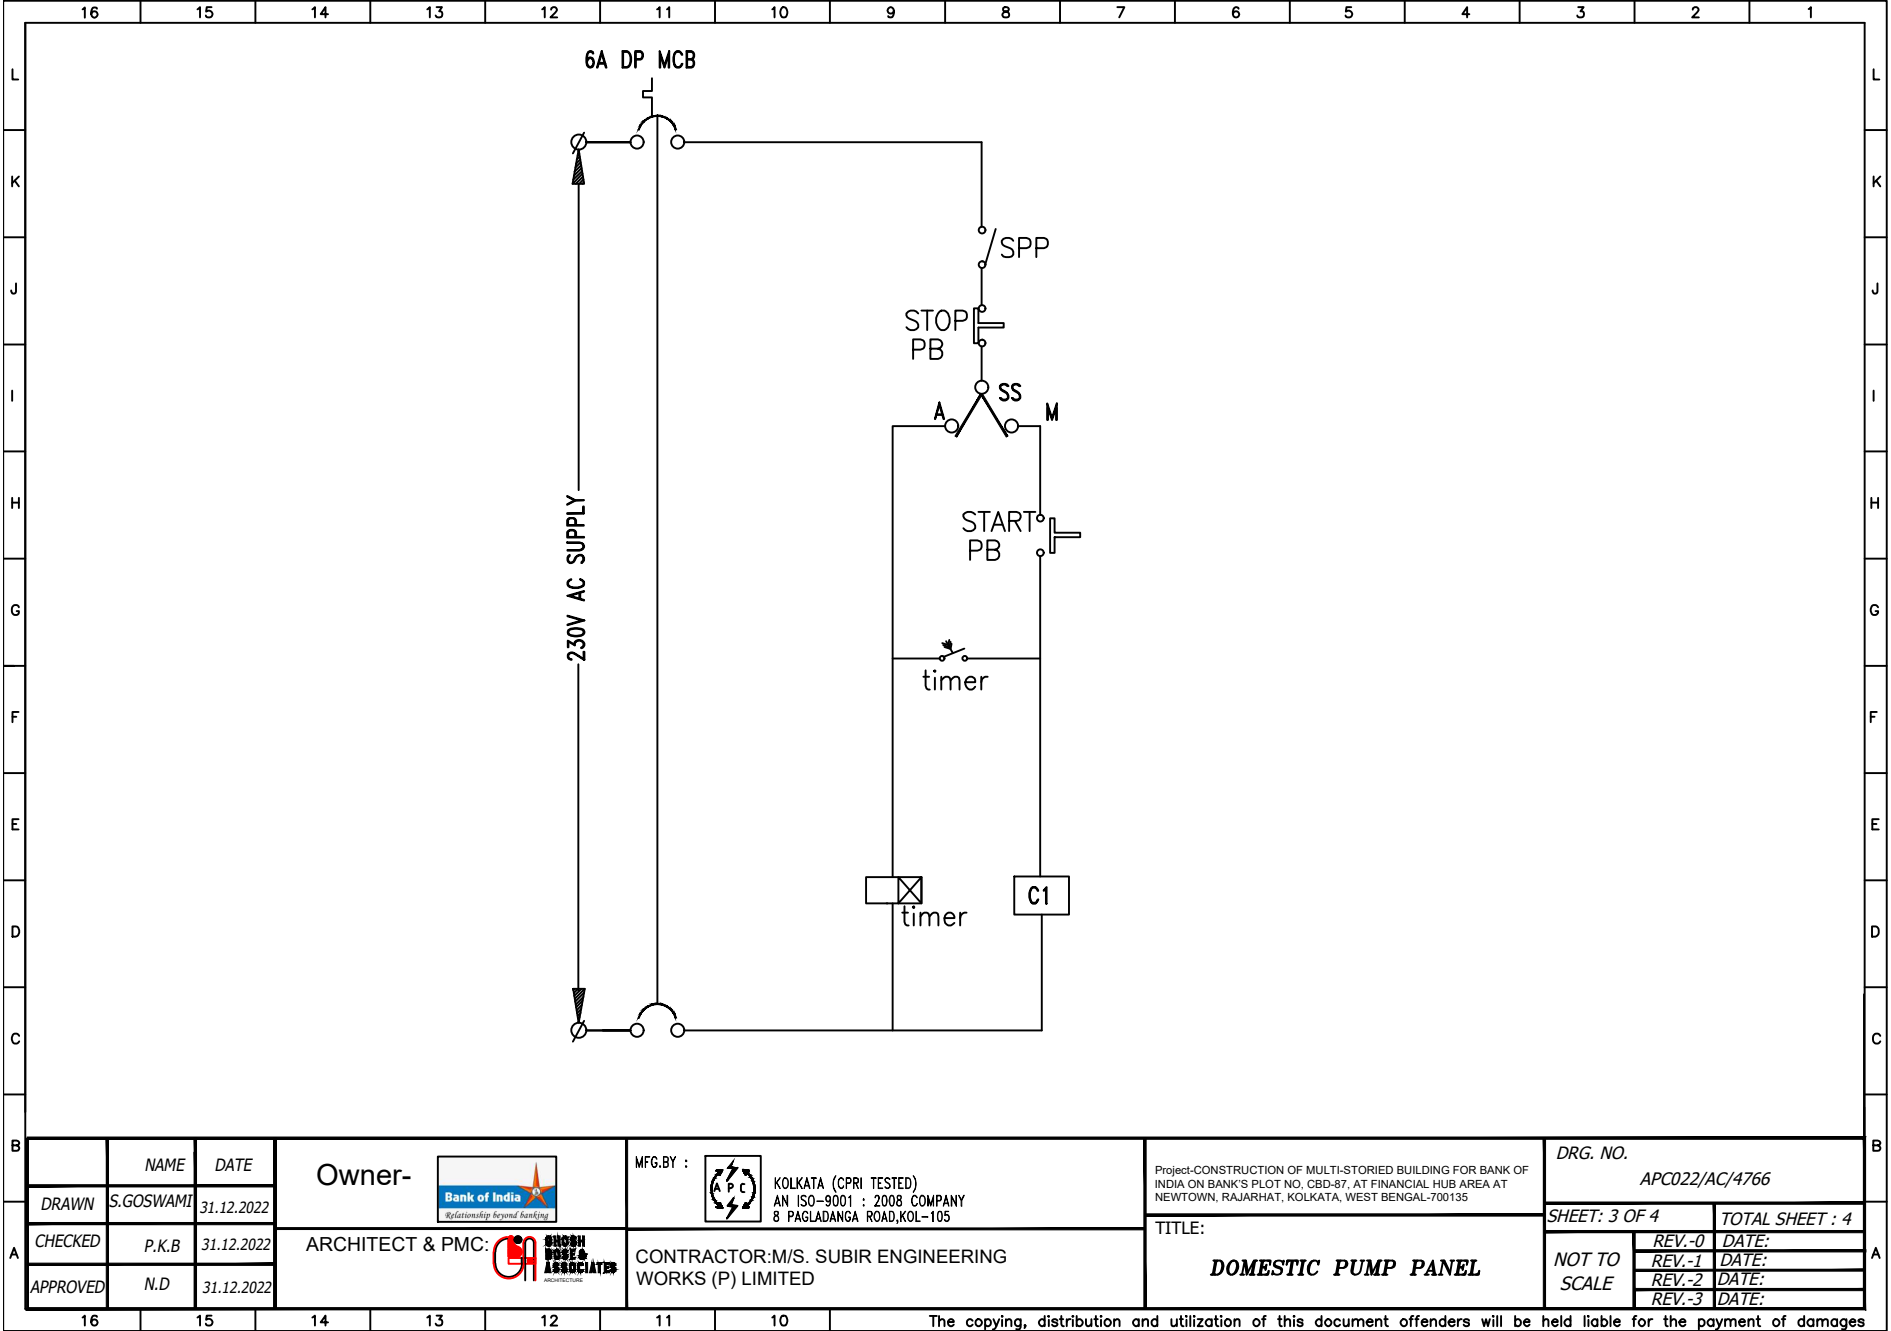 16 15 14 13 12 11 10 9 8 7 6 5 4 3 2 1
L L
K K
J J
I I
H H
G G
F F
E E
D D
C C
B B
A A
6A DP MCB
230V AC SUPPLY
SPP
STOP
PB
SS
A M
START
PB
timer
timer
C1
NAME DATE
DRAWN S.GOSWAMI 31.12.2022
CHECKED P.K.B 31.12.2022
APPROVED N.D 31.12.2022
Owner-
Bank of India
Relationship beyond banking
ARCHITECT & PMC:
GHOSH
BOSE &
ASSOCIATES
ARCHITECTURE
MFG.BY :
A P C
KOLKATA (CPRI TESTED)
AN ISO-9001 : 2008 COMPANY
8 PAGLADANGA ROAD,KOL-105
CONTRACTOR:M/S. SUBIR ENGINEERING
WORKS (P) LIMITED
Project-CONSTRUCTION OF MULTI-STORIED BUILDING FOR BANK OF
INDIA ON BANK'S PLOT NO, CBD-87, AT FINANCIAL HUB AREA AT
NEWTOWN, RAJARHAT, KOLKATA, WEST BENGAL-700135
TITLE:
DOMESTIC PUMP PANEL
DRG. NO.
APC022/AC/4766
SHEET: 3 OF 4 TOTAL SHEET : 4
NOT TO
SCALE
REV.-0 DATE:
REV.-1 DATE:
REV.-2 DATE:
REV.-3 DATE:
16 15 14 13 12 11 10
The copying, distribution and utilization of this document offenders will be held liable for the payment of damages